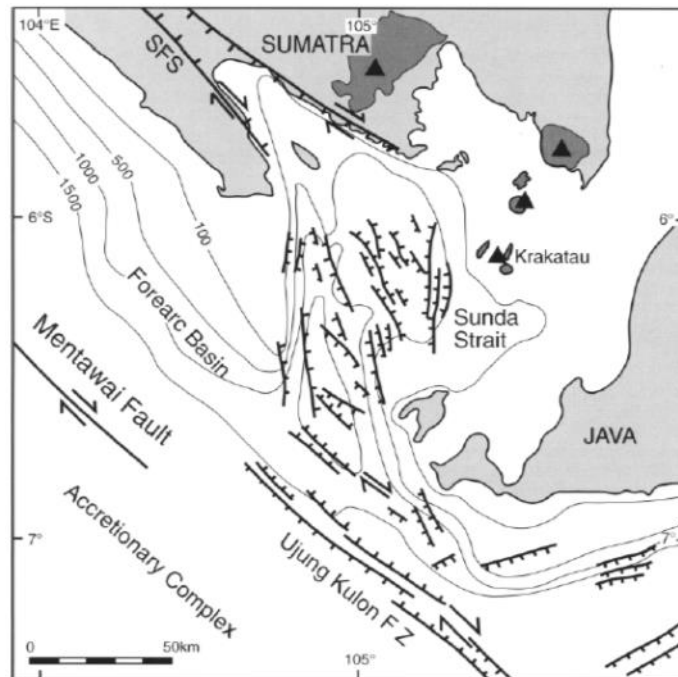 104°E
105°
SFS
SUMATRA
1500
1000
500
100
6°S
6°
Krakatau
Forearc Basin
Sunda
Strait
Mentawai Fault
JAVA
7°
7°
Accretionary Complex
Ujung Kulon F Z
0
50km
105°